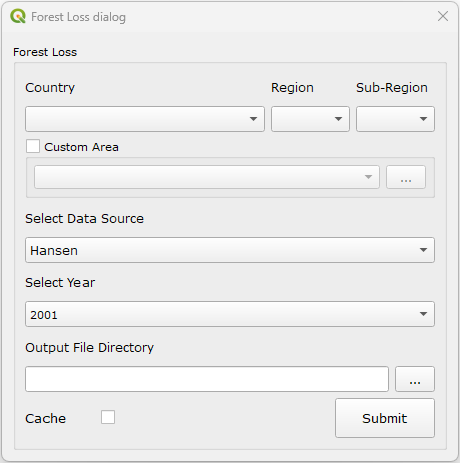 Forest Loss dialog
Forest Loss
Country Region Sub-Region
Custom Area
...
Select Data Source
Hansen
Select Year
2001
Output File Directory
...
Cache Submit